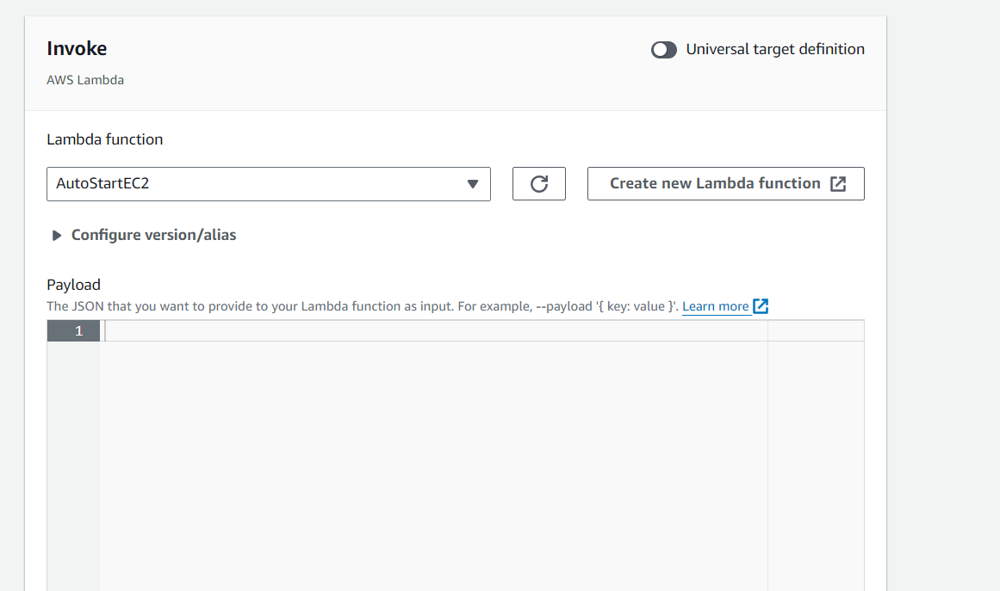 Invoke
Universal target definition
AWS Lambda
Lambda function
AutoStartEC2
Create new Lambda function
Configure version/alias
Payload
The JSON that you want to provide to your Lambda function as input. For example, --payload '{ key: value }'. Learn more
1